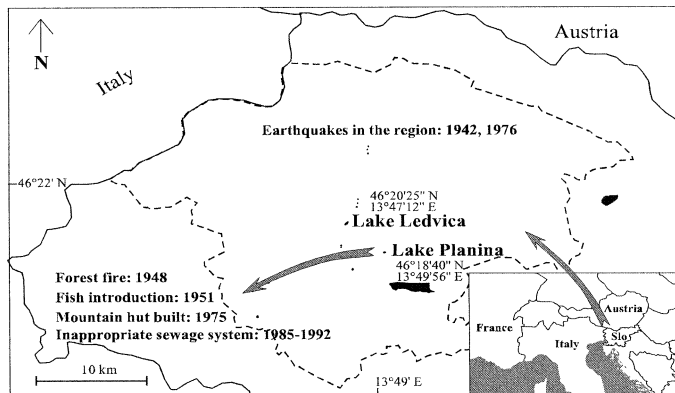 Austria
Italy
N
Earthquakes in the region: 1942, 1976
46°22' N
46°20'25" N
13°47'12" E
Lake Ledvica
Lake Planina
46°18'40" N
13°49'56" E
Forest fire: 1948
Fish introduction: 1951
Mountain hut built: 1975
Inappropriate sewage system: 1985-1992
10 km
13°49' E
France
Italy
Austria
Slo